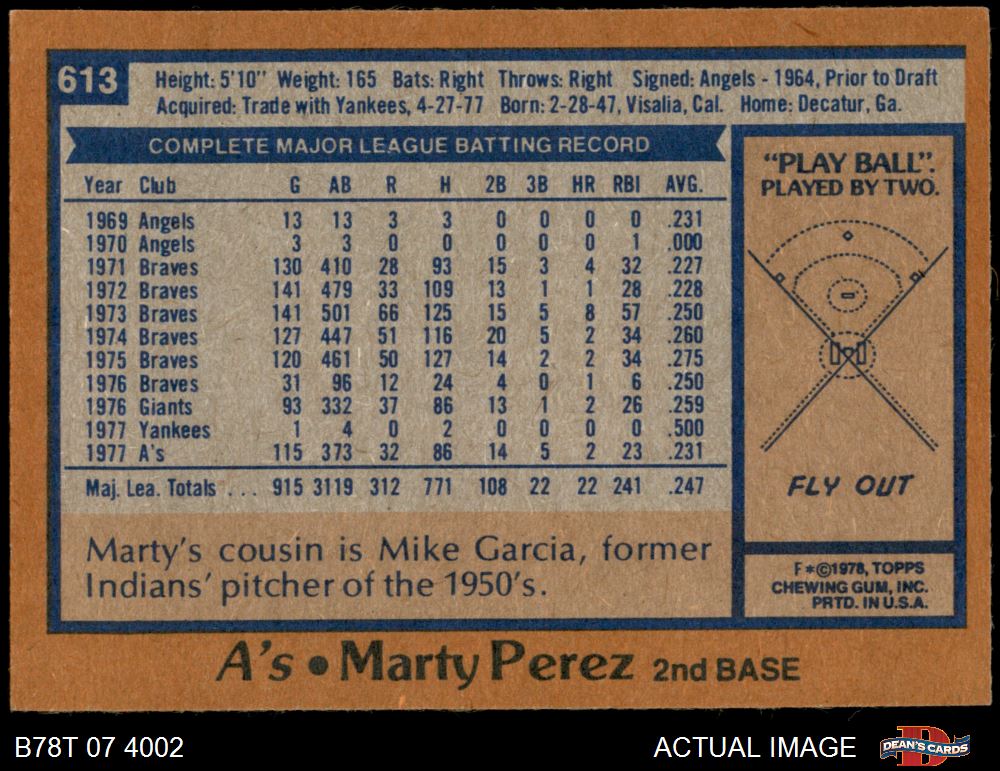 613
Height: 5'10" Weight: 165 Bats: Right Throws: Right Signed: Angels - 1964, Prior to Draft
Acquired: Trade with Yankees, 4-27-77 Born: 2-28-47, Visalia, Cal. Home: Decatur, Ga.
COMPLETE MAJOR LEAGUE BATTING RECORD
Year Club G AB R H 2B 3B HR RBI AVG.
1969 Angels 13 13 3 3 0 0 0 0 .231
1970 Angels 3 3 0 0 0 0 0 1 .000
1971 Braves 130 410 28 93 15 3 4 32 .227
1972 Braves 141 479 33 109 13 1 1 28 .228
1973 Braves 141 501 66 125 15 5 8 57 .250
1974 Braves 127 447 51 116 20 5 2 34 .260
1975 Braves 120 461 50 127 14 2 2 34 .275
1976 Braves 31 96 12 24 4 0 1 6 .250
1976 Giants 93 332 37 86 13 1 2 26 .259
1977 Yankees 1 4 0 2 0 0 0 0 .500
1977 A's 115 373 32 86 14 5 2 23 .231
Maj. Lea. Totals ... 915 3119 312 771 108 22 22 241 .247
Marty's cousin is Mike Garcia, former
Indians' pitcher of the 1950's.
"PLAY BALL".
PLAYED BY TWO.
FLY OUT
F*©1978, TOPPS
CHEWING GUM, INC.
PRTD. IN U.S.A.
A's • Marty Perez 2nd BASE
B78T 07 4002
ACTUAL IMAGE
DEAN'S CARDS